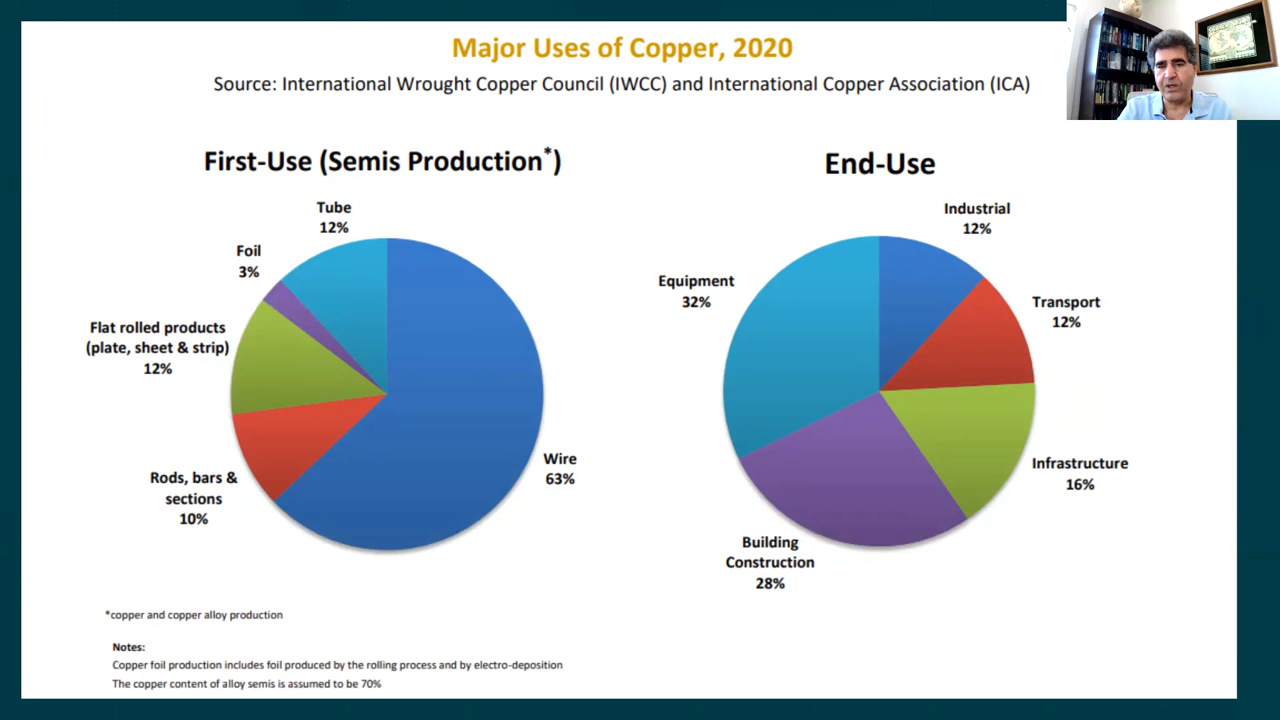 Major Uses of Copper, 2020
Source: International Wrought Copper Council (IWCC) and International Copper Association (ICA)
First-Use (Semis Production*)
Tube
12%
Foil
3%
Flat rolled products
(plate, sheet & strip)
12%
Rods, bars &
sections
10%
Wire
63%
End-Use
Industrial
12%
Transport
12%
Equipment
32%
Infrastructure
16%
Building
Construction
28%
*copper and copper alloy production
Notes:
Copper foil production includes foil produced by the rolling process and by electro-deposition
The copper content of alloy semis is assumed to be 70%